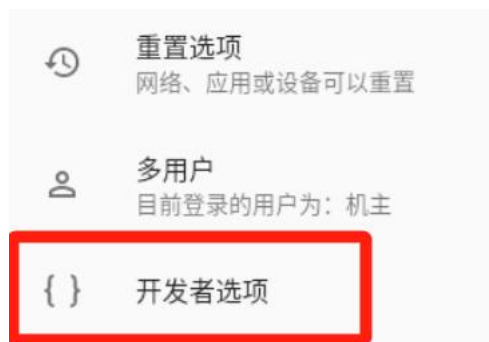 重置选项
网络、应用或设备可以重置
多用户
目前登录的用户为：机主
{ } 开发者选项